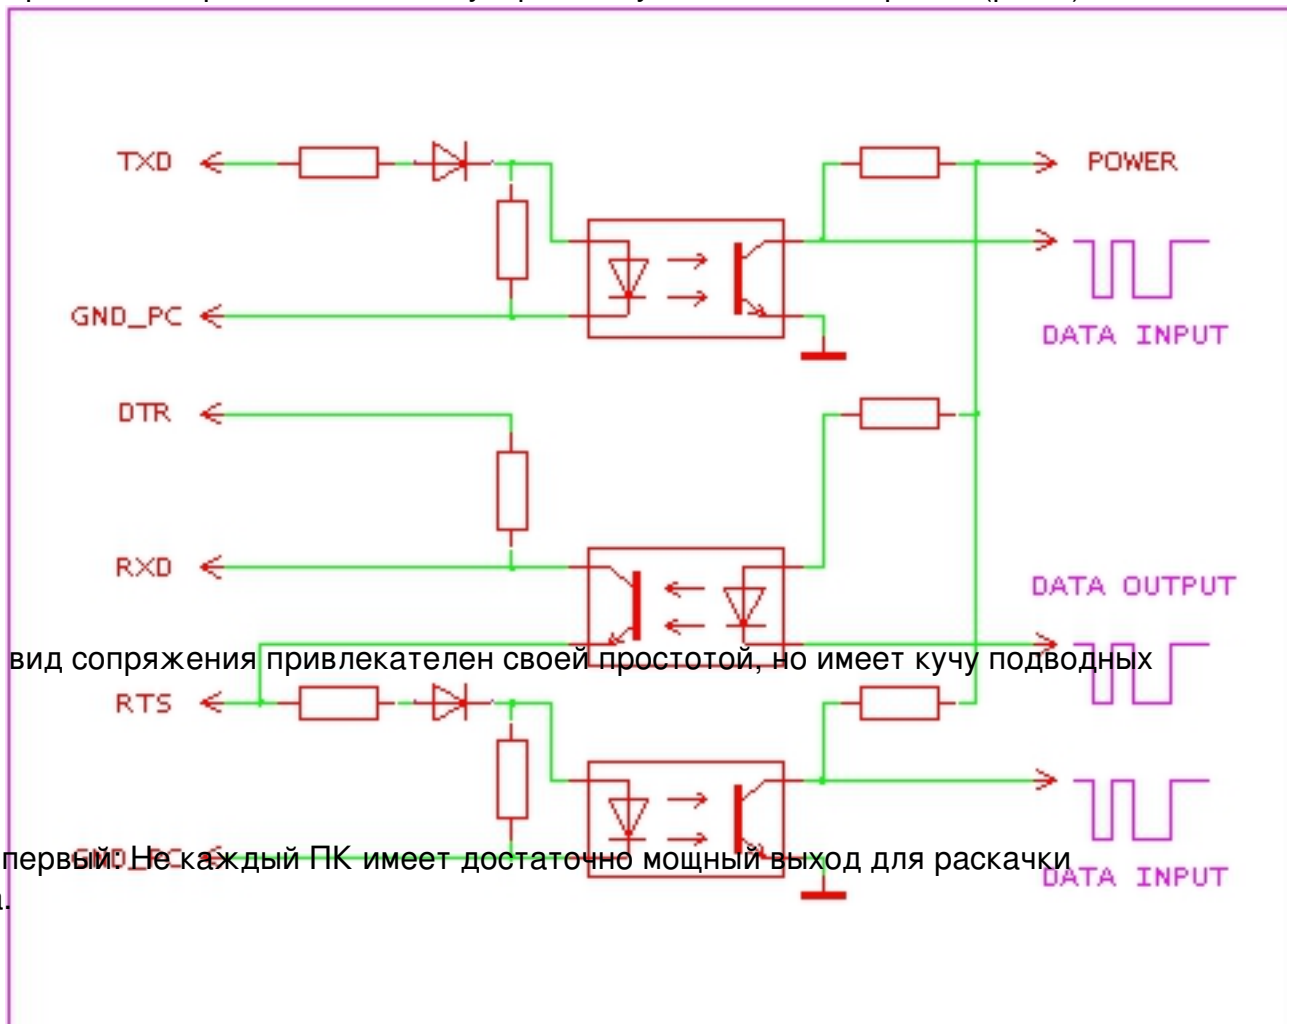 TXD
POWER
GND_PC
DATA INPUT
DTR
RXD
DATA OUTPUT
вид сопряжения привлекателен своей простотой, но имеет кучу подводных
RTS
первый: Не каждый ПК имеет достаточно мощный выход для раскачки
GND_PC
DATA INPUT